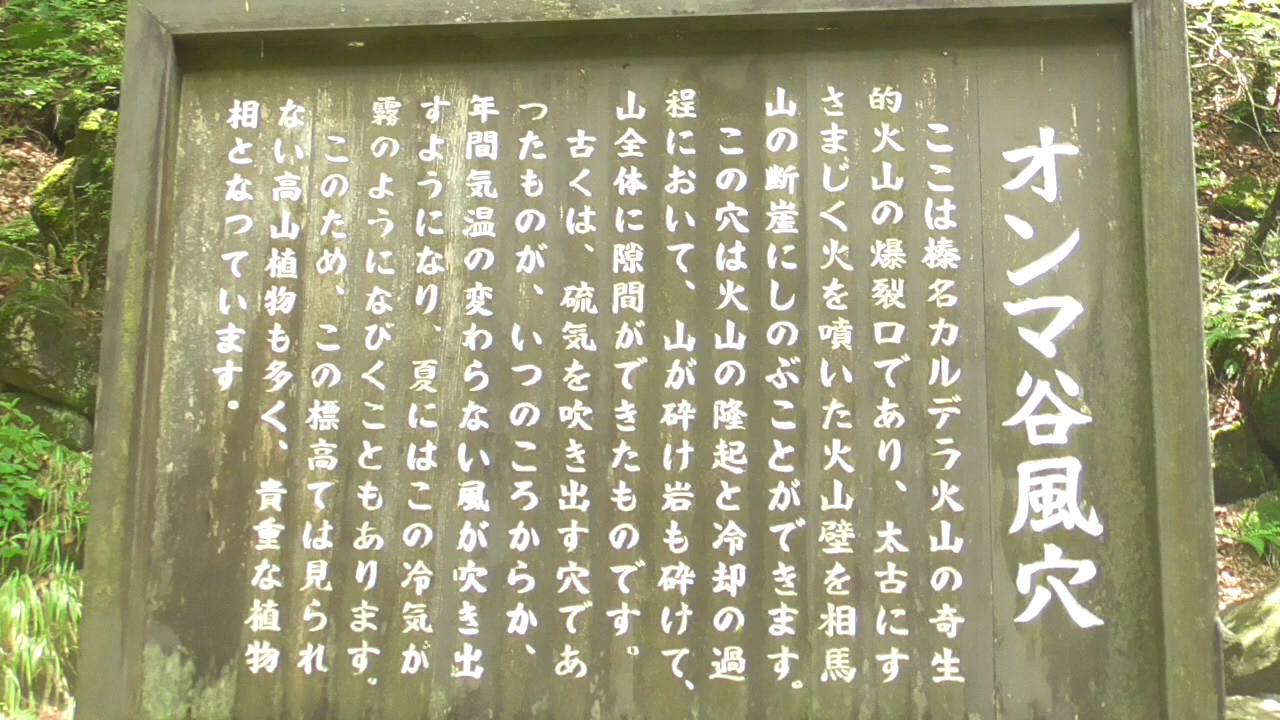 オンマ谷風穴
ここは榛名カルデラ火山の奇生
的火山の爆裂口であり、太古にす
さまじく火を噴いた火山壁を相馬
山の断崖にしのぶことができます。
この穴は火山の隆起と冷却の過
程において、山が砕け岩も砕けて、
山全体に隙間ができたものです。
古くは、硫気を吹き出す穴であ
つたものが、いつのころからか、
年間気温の変わらない風が吹き出
すようになり、夏にはこの冷気が
霧のようになびくこともあります。
このため、この標高ては見られ
ない高山植物も多く、貴重な植物
相となつています。